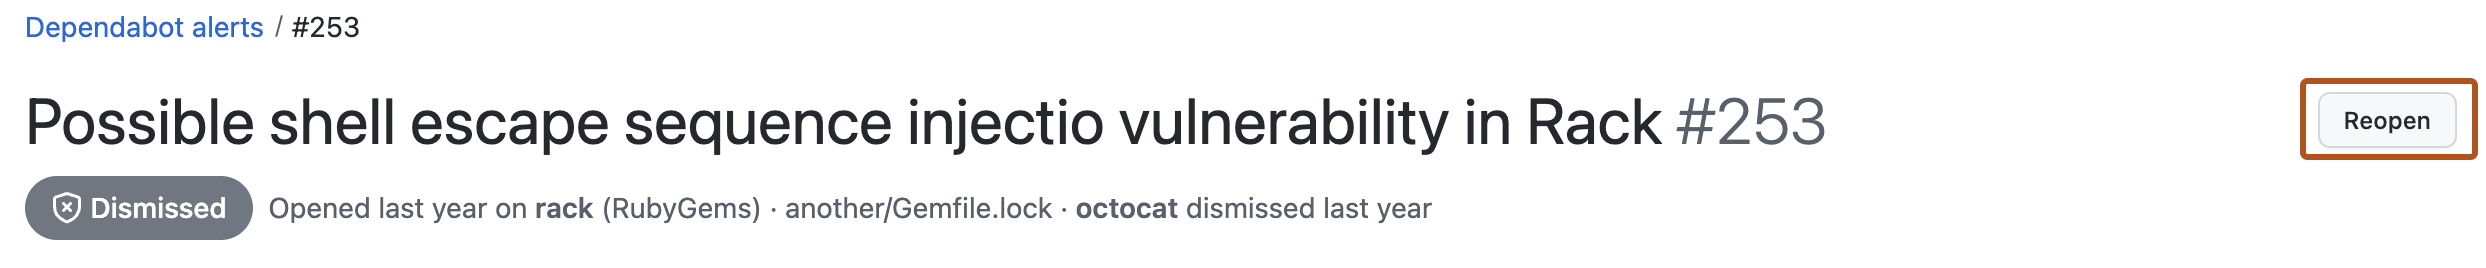 Dependabot alerts / #253
Possible shell escape sequence injectio vulnerability in Rack #253
Reopen
Dismissed Opened last year on rack (RubyGems) · another/Gemfile.lock · octocat dismissed last year